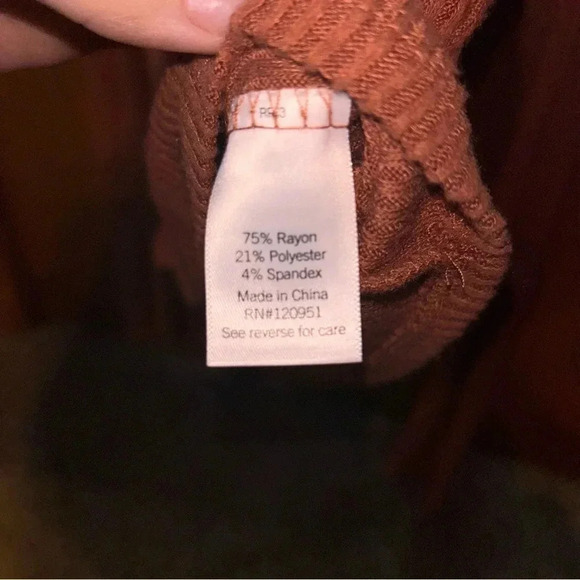 75% Rayon
21% Polyester
4% Spandex
Made in China
RN#120951
See reverse for care